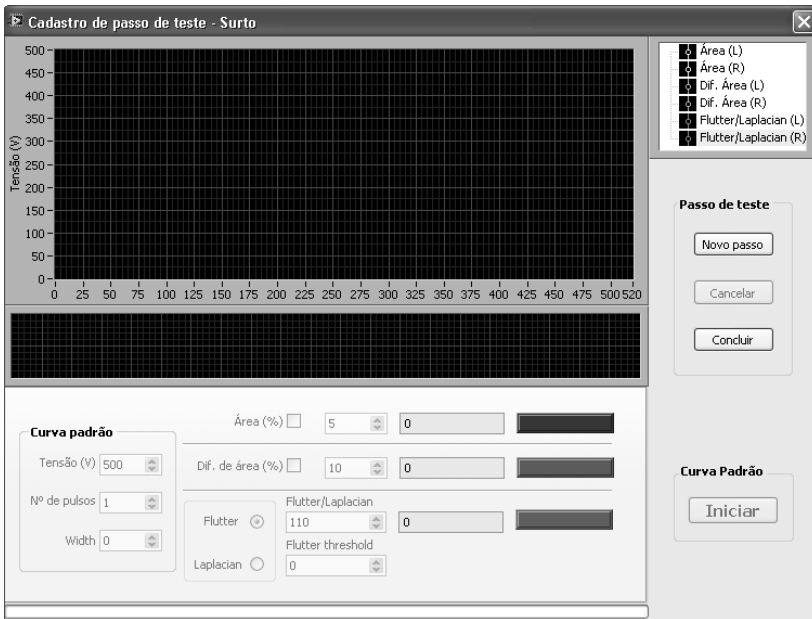 Cadastro de passo de teste - Surto
500
450
400
350
300
250
200
150
100
50
0
Tensão (V)
0 25 50 75 100 125 150 175 200 225 250 275 300 325 350 375 400 425 450 475 500 520
Área (L)
Área (R)
Dif. Área (L)
Dif. Área (R)
Flutter/Laplacian (L)
Flutter/Laplacian (R)
Passo de teste
Novo passo
Cancelar
Concluir
Curva padrão
Tensão (V) 500
Nº de pulsos 1
Width 0
Área (%) 5 0
Dif. de área (%) 10 0
Flutter
Laplacian
Flutter/Laplacian
110 0
Flutter threshold
0
Curva Padrão
Iniciar